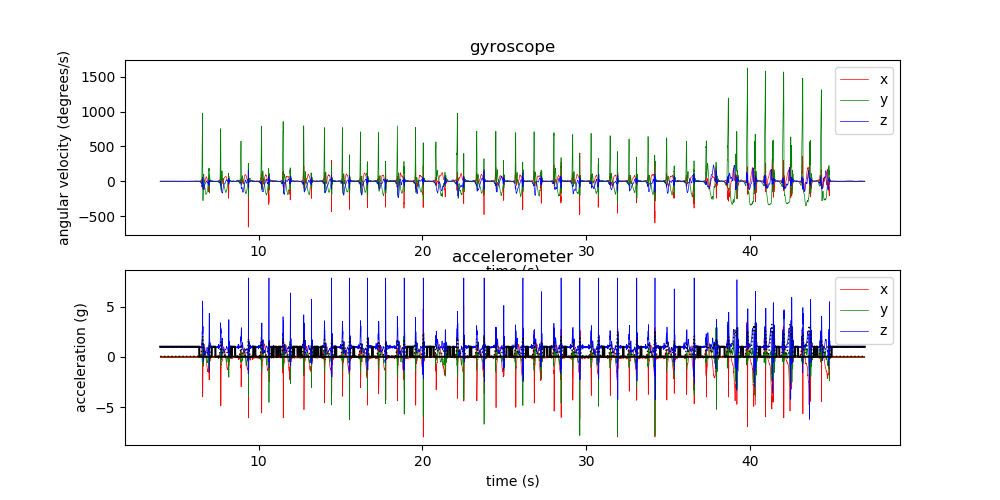 gyroscope
angular velocity (degrees/s)
1500
1000
500
0
−500
x
y
z
10
20
30
40
time (s)
accelerometer
acceleration (g)
5
0
−5
x
y
z
10
20
30
40
time (s)